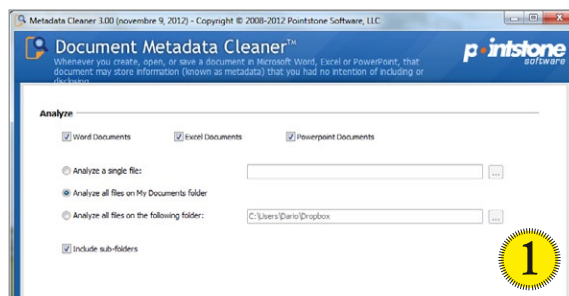 Metadata Cleaner 3.00 (novembre 9, 2012) - Copyright © 2008-2012 Pointstone Software, LLC
Document Metadata Cleaner™
Whenever you create, open, or save a document in Microsoft Word, Excel or PowerPoint, that
document may store information (known as metadata) that you had no intention of including or
disclosing.
pointstone
software
Analyze
Word Documents Excel Documents Powerpoint Documents
Analyze a single file: ...
Analyze all files on My Documents folder
Analyze all files on the following folder: C:\Users\Dario\Dropbox ...
Include sub-folders
1